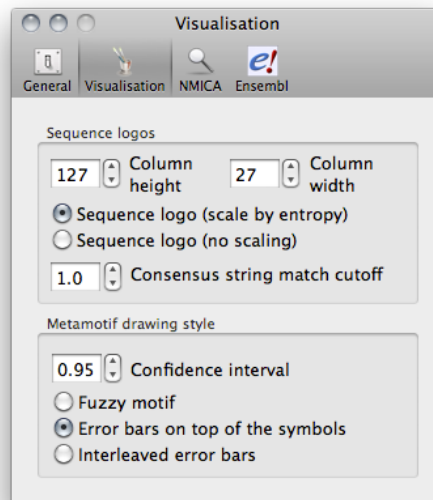 Visualisation
General Visualisation NMICA Ensembl
e!
Sequence logos
127 Column height 27 Column width
Sequence logo (scale by entropy)
Sequence logo (no scaling)
1.0 Consensus string match cutoff
Metamotif drawing style
0.95 Confidence interval
Fuzzy motif
Error bars on top of the symbols
Interleaved error bars